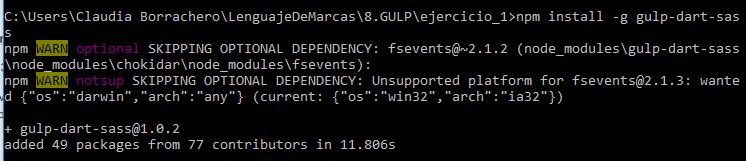 C:\Users\Claudia Borrachero\LenguajeDeMarcas\8.GULP\ejercicio_1>npm install -g gulp-dart-sas
s
npm WARN optional SKIPPING OPTIONAL DEPENDENCY: fsevents@~2.1.2 (node_modules\gulp-dart-sass
\node_modules\chokidar\node_modules\fsevents):
npm WARN notsup SKIPPING OPTIONAL DEPENDENCY: Unsupported platform for fsevents@2.1.3: wante
d {"os":"darwin","arch":"any"} (current: {"os":"win32","arch":"ia32"})
+ gulp-dart-sass@1.0.2
added 49 packages from 77 contributors in 11.806s